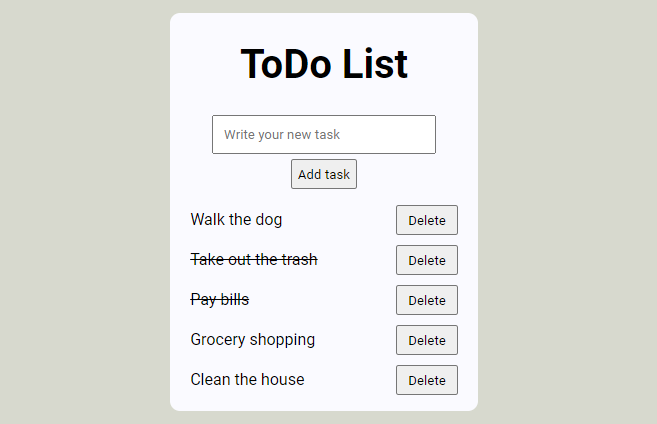 ToDo List
Write your new task
Add task
Walk the dog Delete
Take out the trash Delete
Pay bills Delete
Grocery shopping Delete
Clean the house Delete